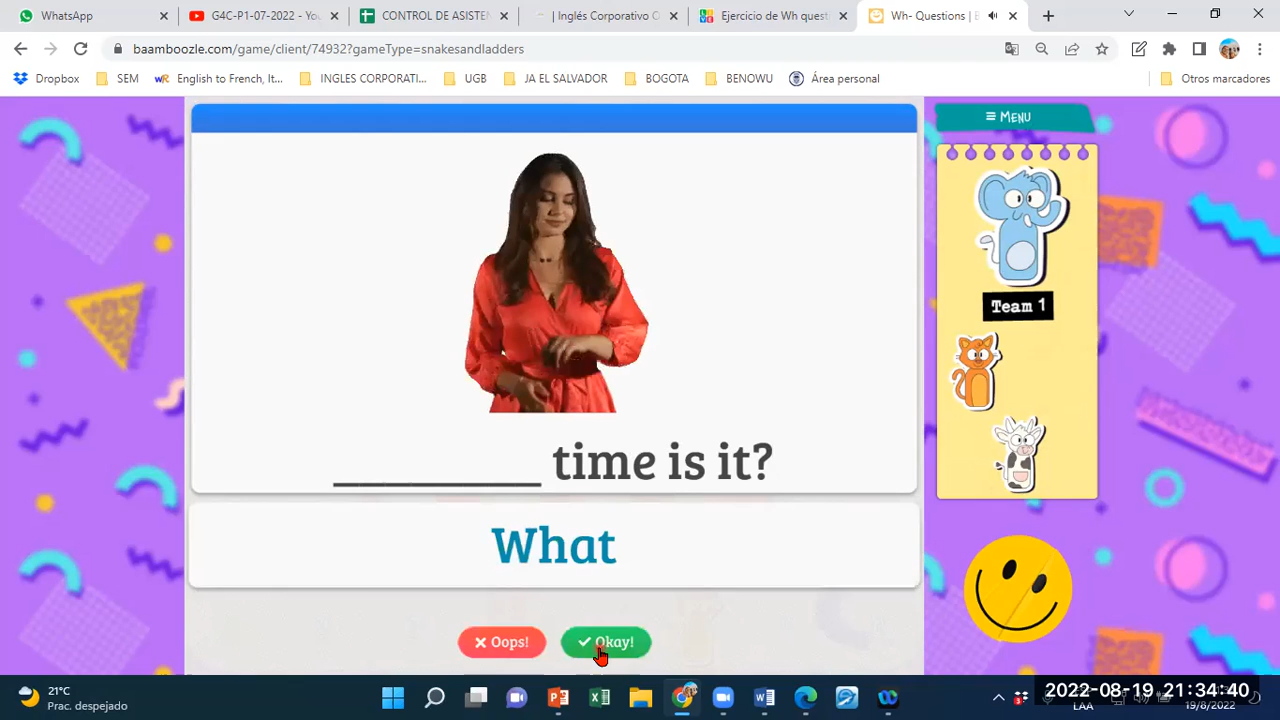 WhatsApp
G4C-P1-07-2022 - Yo
CONTROL DE ASISTEN
| Inglés Corporativo O
Ejercicio de Wh quest
Wh- Questions | B
baamboozle.com/game/client/74932?gameType=snakesandladders
Dropbox
SEM
English to French, It...
INGLES CORPORATI...
UGB
JA EL SALVADOR
BOGOTA
BENOWU
Área personal
Otros marcadores
MENU
Team 1
_________ time is it?
What
Oops!
Okay!
21°C
Prac. despejado
2022-08-19 21:34:40
LAA
19/8/2022